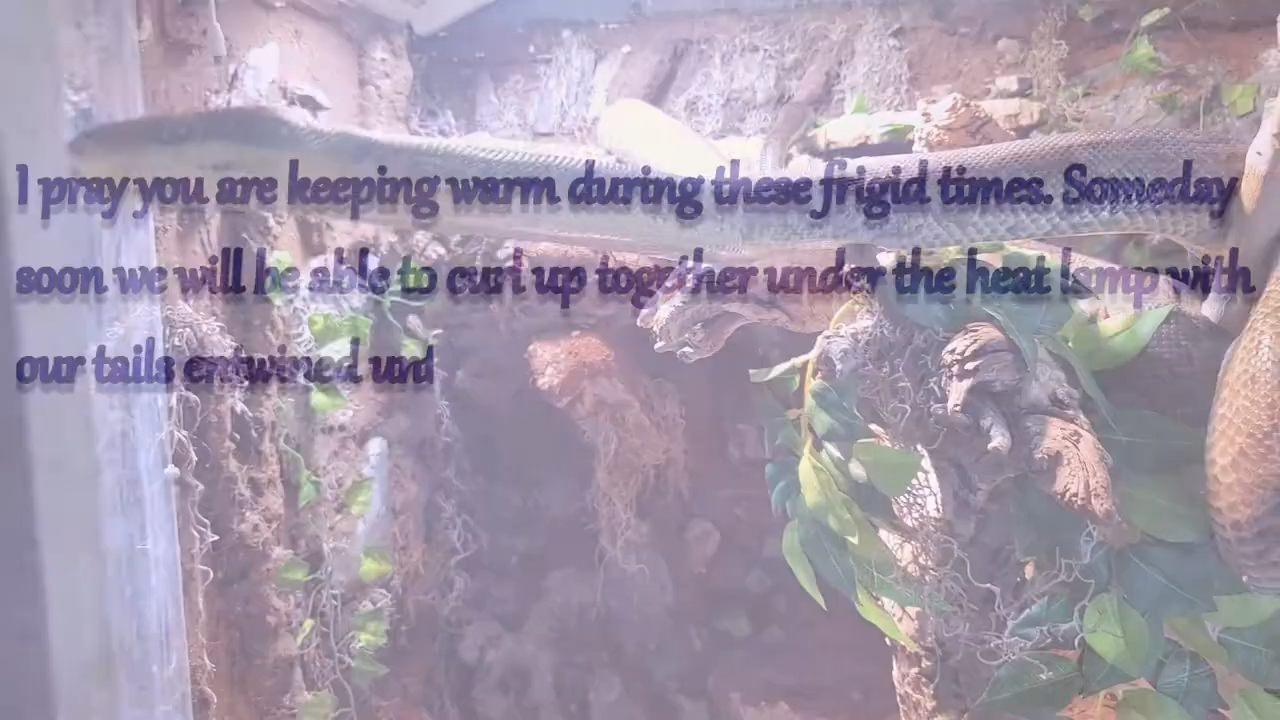 I pray you are keeping warm during these frigid times. Someday
soon we will be able to curl up together under the heat lamp with
our tails entwined und